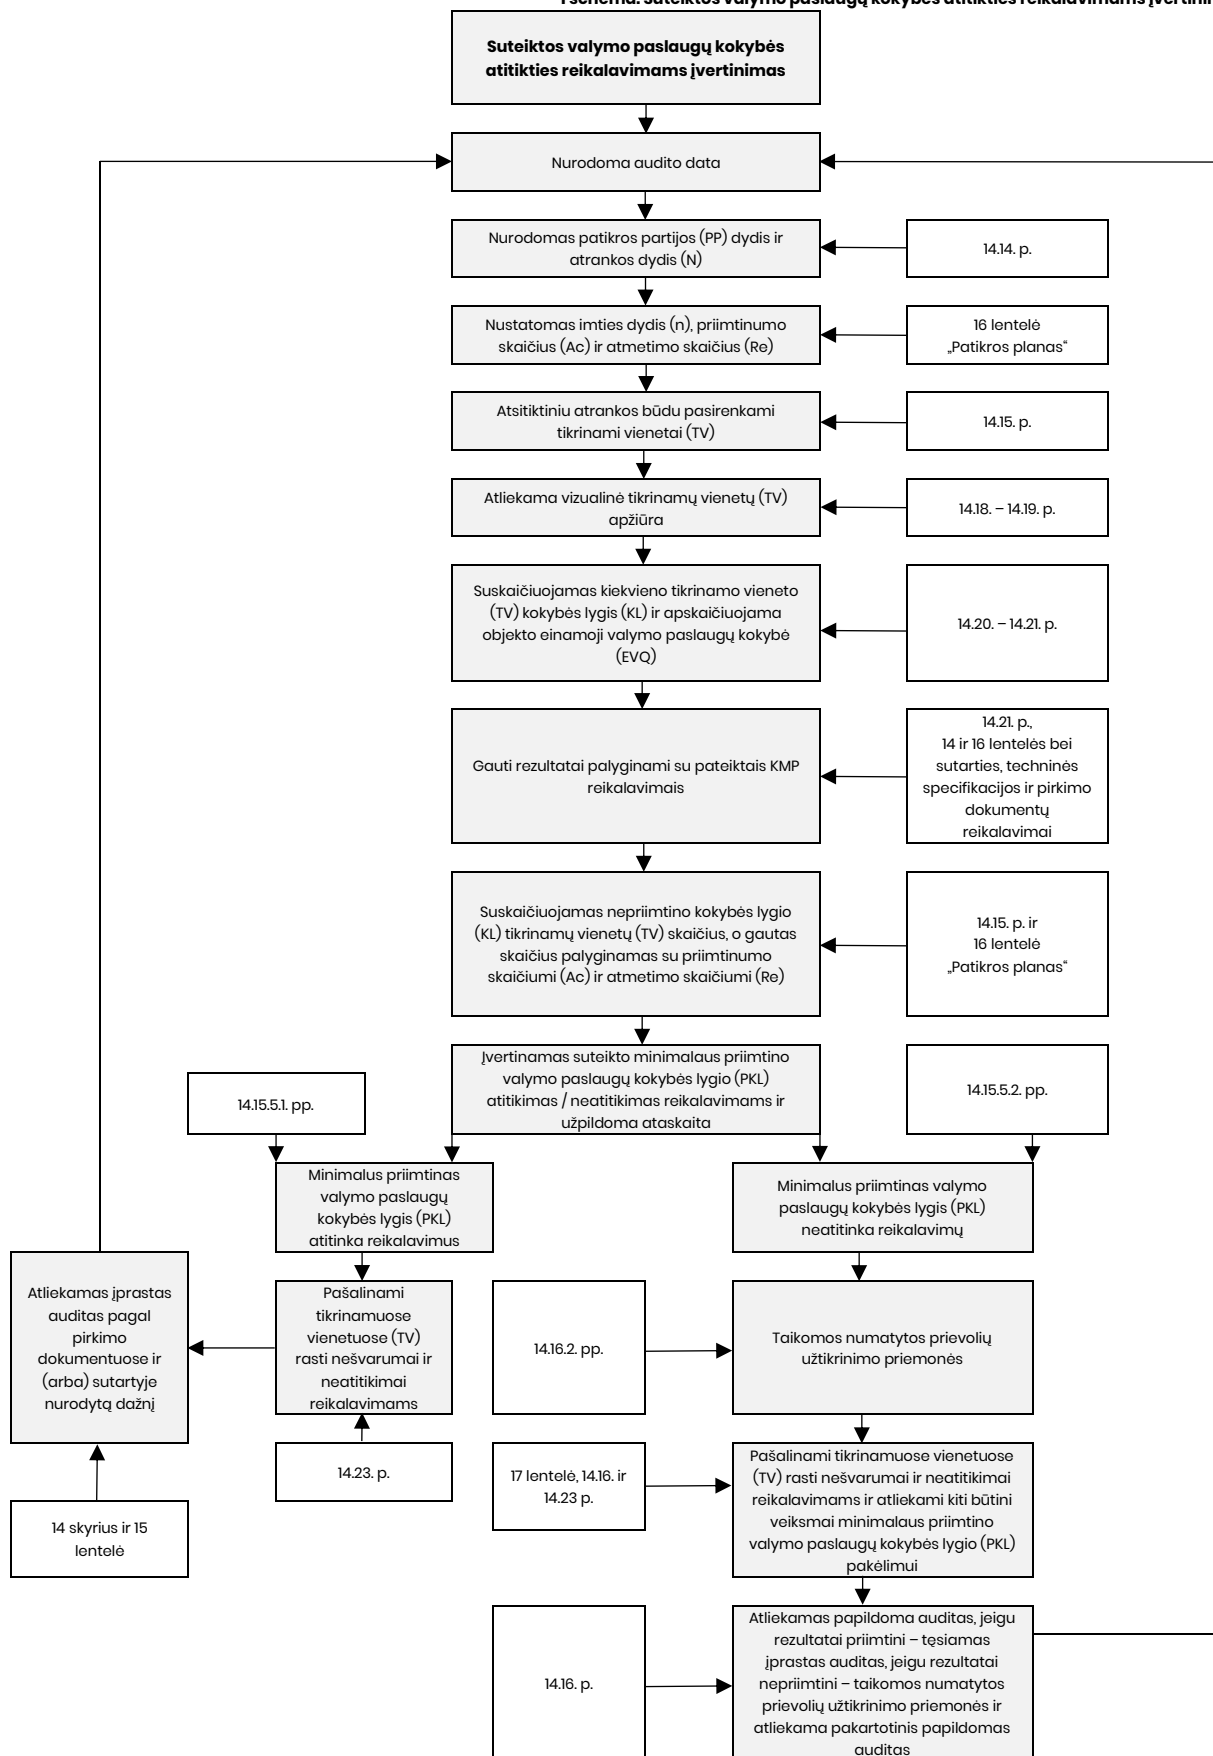 1 schema. Suteiktos valymo paslaugų kokybės atitikties reikalavimams
Suteiktos valymo paslaugų kokybės
atitikties reikalavimams įvertinimas
Nurodoma audito data
Nurodomas patikros partijos (PP) dydis ir
atrankos dydis (N)
14.14. p.
Nustatomas imties dydis (n), priimtinumo
skaičius (Ac) ir atmetimo skaičius (Re)
16 lentelė
„Patikros planas“
Atsitiktiniu atrankos būdu pasirenkami
tikrinami vienetai (TV)
14.15. p.
Atliekama vizualinė tikrinamų vienetų (TV)
apžiūra
14.18. – 14.19. p.
Suskaičiuojamas kiekvieno tikrinamo vieneto
(TV) kokybės lygis (KL) ir apskaičiuojama
objekto einamoji valymo paslaugų kokybė
(EVQ)
14.20. – 14.21. p.
Gauti rezultatai palyginami su pateiktais KMP
reikalavimais
14.21. p.,
14 ir 16 lentelės bei
sutarties, techninės
specifikacijos ir pirkimo
dokumentų
reikalavimai
Suskaičiuojamas nepriimtino kokybės lygio
(KL) tikrinamų vienetų (TV) skaičius, o gautas
skaičius palyginamas su priimtinumo
skaičiumi (Ac) ir atmetimo skaičiumi (Re)
14.15. p. ir
16 lentelė
„Patikros planas“
Įvertinamas suteikto minimalaus priimtino
valymo paslaugų kokybės lygio (PKL)
atitikimas / neatitikimas reikalavimams ir
užpildoma ataskaita
14.15.5.1. pp.
14.15.5.2. pp.
Minimalus priimtinas
valymo paslaugų
kokybės lygis (PKL)
atitinka reikalavimus
Minimalus priimtinas valymo
paslaugų kokybės lygis (PKL)
neatitinka reikalavimų
Atliekamas įprastas
auditas pagal
pirkimo
dokumentuose ir
(arba) sutartyje
nurodytą dažnį
Pašalinami
tikrinamuose
vienetuose (TV)
rasti nešvarumai ir
neatitikimai
reikalavimams
14.16.2. pp.
Taikomos numatytos prievolių
užtikrinimo priemonės
14.23. p.
17 lentelė, 14.16. ir
14.23 p.
Pašalinami tikrinamuose vienetuose
(TV) rasti nešvarumai ir neatitikimai
reikalavimams ir atliekami kiti būtini
veiksmai minimalaus priimtino
valymo paslaugų kokybės lygio (PKL)
pakėlimui
14 skyrius ir 15
lentelė
14.16. p.
Atliekamas papildoma auditas, jeigu
rezultatai priimtini – tęsiamas
įprastas auditas, jeigu rezultatai
nepriimtini – taikomos numatytos
prievolių užtikrinimo priemonės ir
atliekama pakartotinis papildomas
auditas